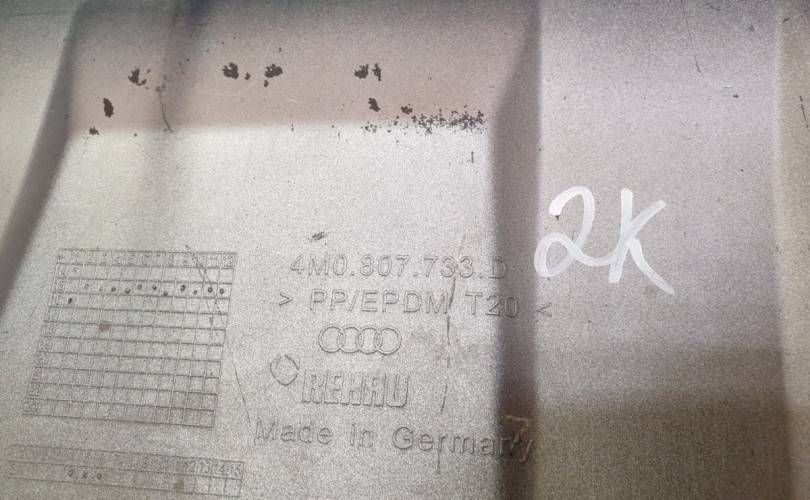 2K
4M0.807.733.D
> PP/EPDM T20 <
REHAU
Made in Germany